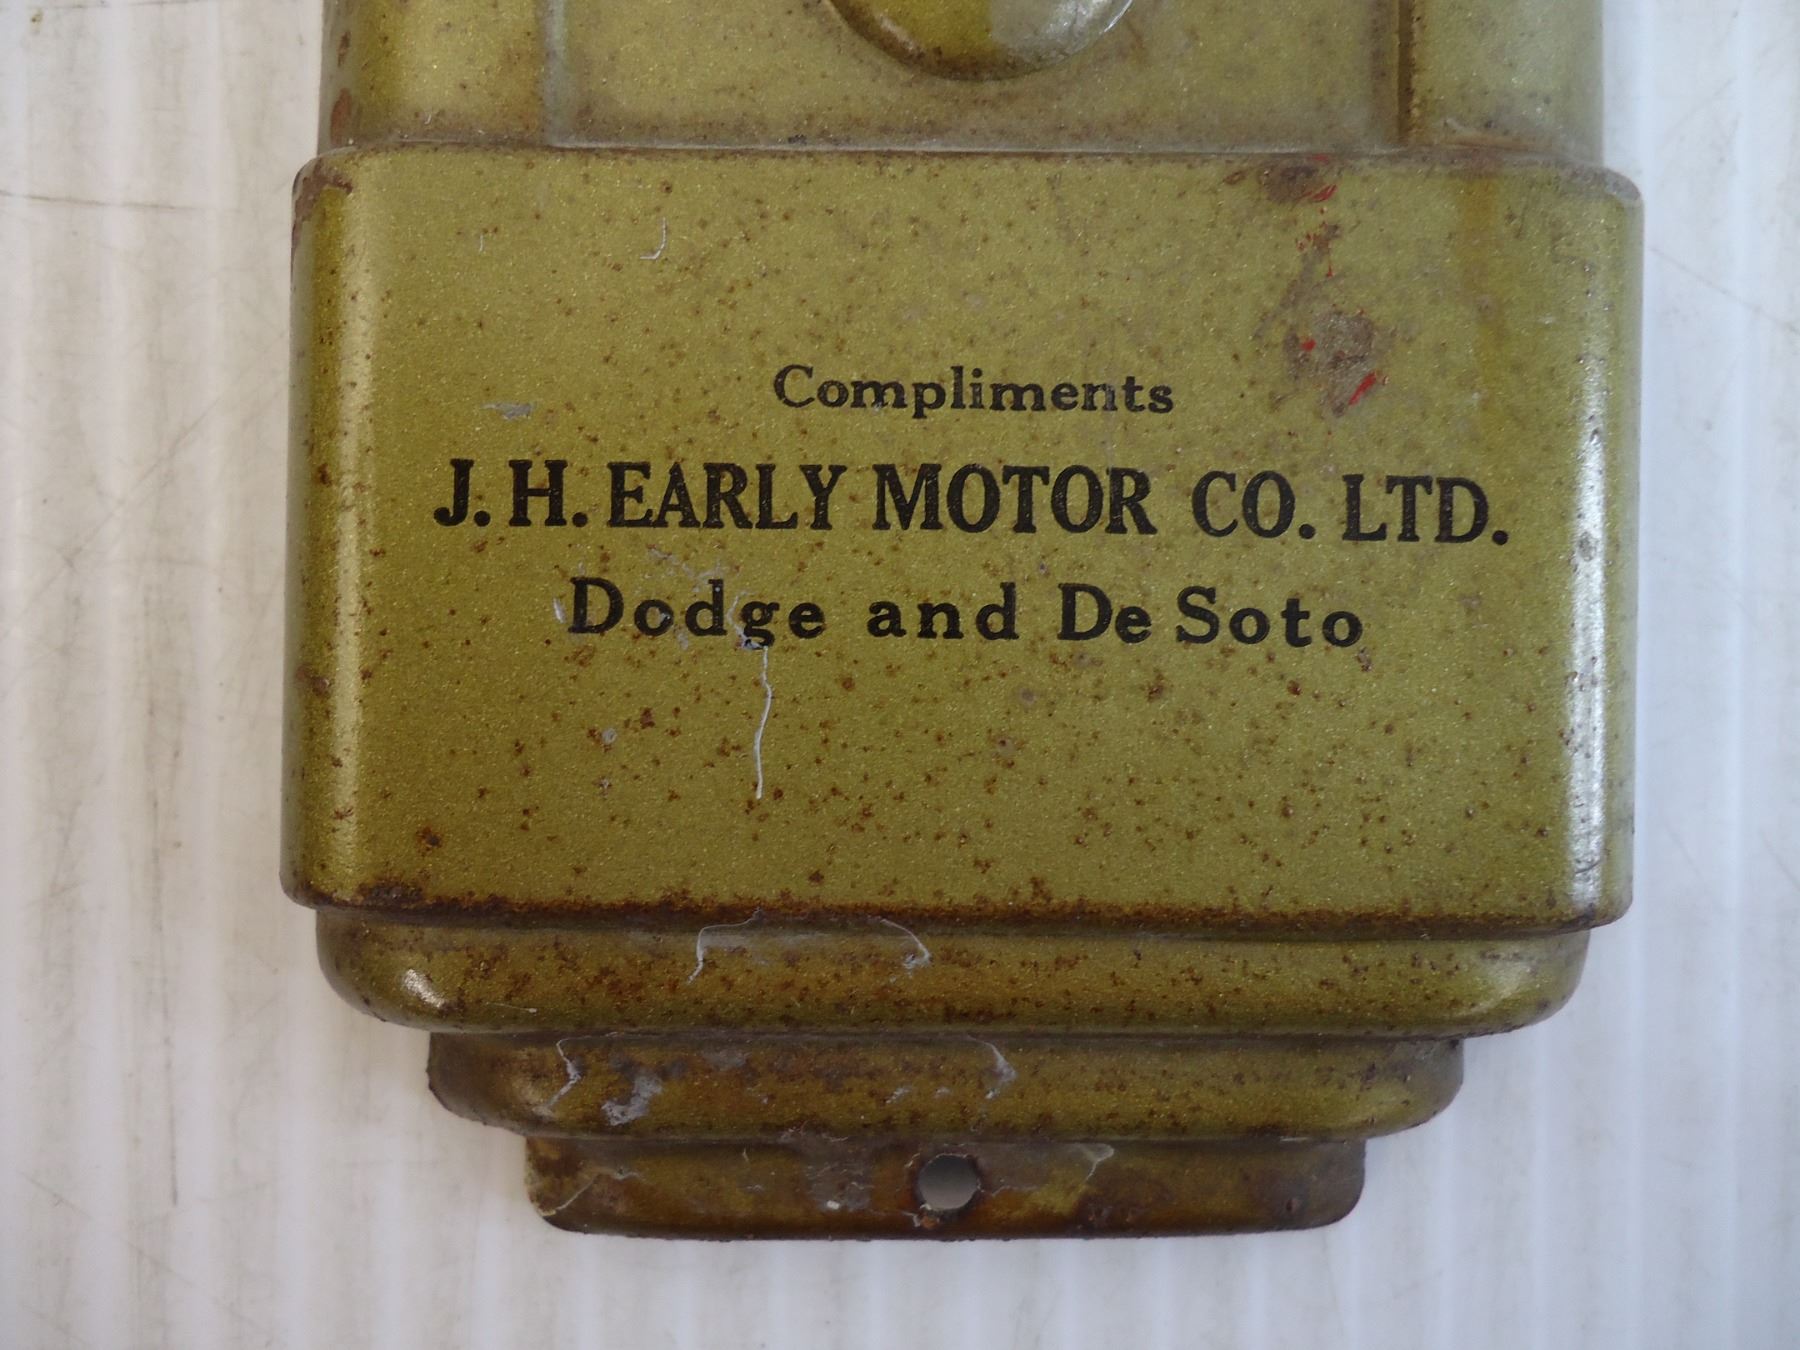 Compliments
J. H. EARLY MOTOR CO. LTD.
Dodge and De Soto